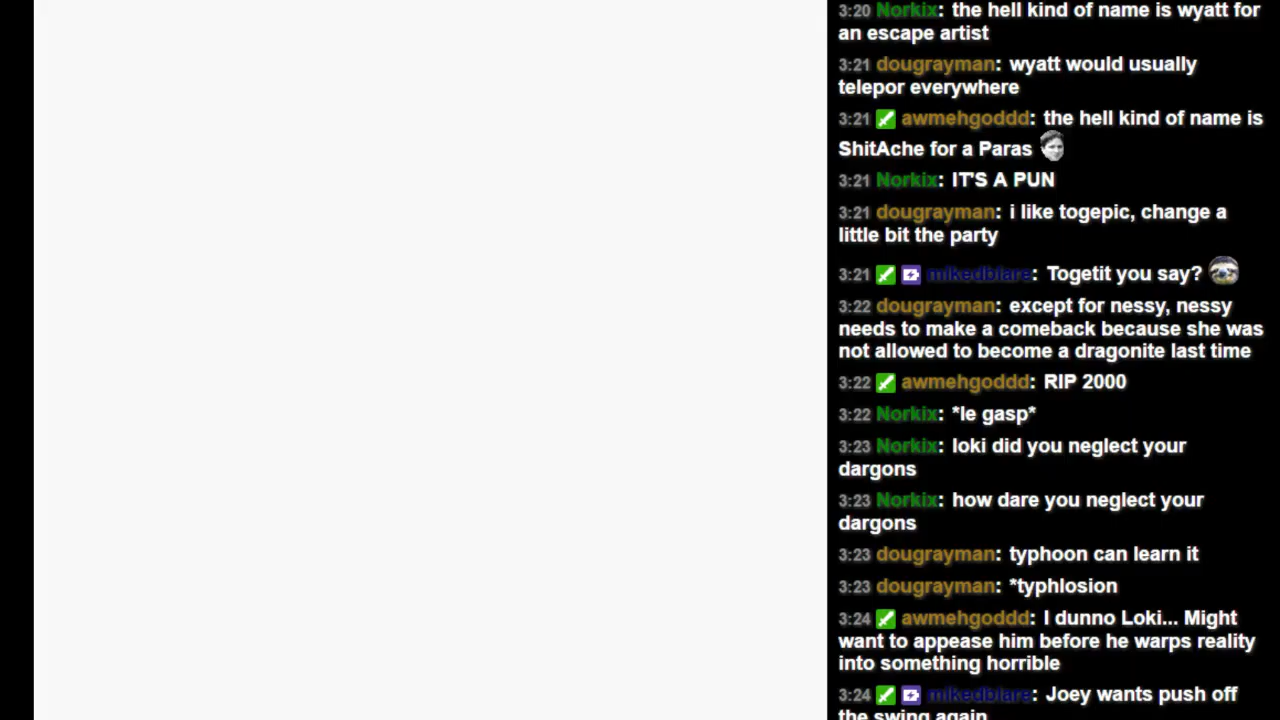 3:20 Norkix: the hell kind of name is wyatt for
an escape artist
3:21 dougrayman: wyatt would usually
telepor everywhere
3:21 awmehgoddd: the hell kind of name is
ShitAche for a Paras
3:21 Norkix: IT'S A PUN
3:21 dougrayman: i like togepic, change a
little bit the party
3:21 mikedbiare: Togetit you say?
3:22 dougrayman: except for nessy, nessy
needs to make a comeback because she was
not allowed to become a dragonite last time
3:22 awmehgoddd: RIP 2000
3:22 Norkix: *le gasp*
3:23 Norkix: loki did you neglect your
dargons
3:23 Norkix: how dare you neglect your
dargons
3:23 dougrayman: typhoon can learn it
3:23 dougrayman: *typhlosion
3:24 awmehgoddd: I dunno Loki... Might
want to appease him before he warps reality
into something horrible
3:24 mikedbiare: Joey wants push off
the swing again